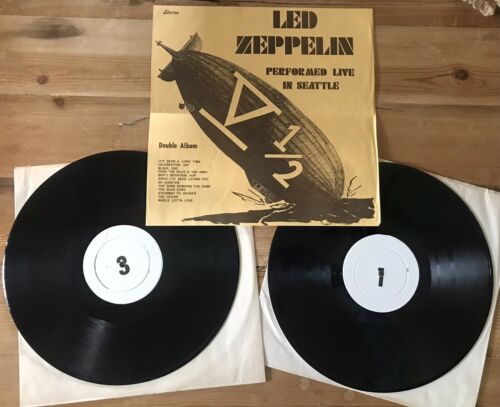 Stereo
LED
ZEPPELIN
PERFORMED LIVE
IN SEATTLE
V 1/2
Double Album
IT'S BEEN A LONG TIME
CELEBRATION DAY
BLACK DOG
OVER THE HILLS & FAR AWAY
MISTY MOUNTAIN HOP
SINCE I'VE BEEN LOVING YOU
NO QUARTER
THE SONG REMAINS THE SAME
THE RAIN SONG
STAIRWAY TO HEAVEN
THE OCEAN
WHOLE LOTTA LOVE
3
1